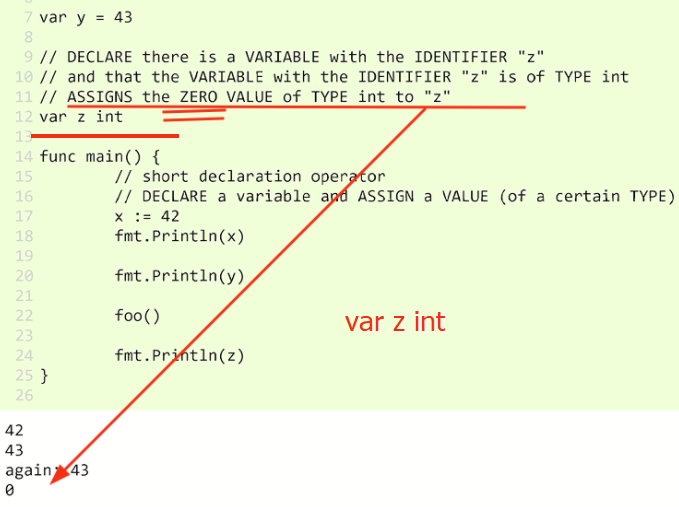 7 var y = 43
8
9 // DECLARE there is a VARIABLE with the IDENTIFIER "z"
10 // and that the VARIABLE with the IDENTIFIER "z" is of TYPE int
11 // ASSIGNS the ZERO VALUE of TYPE int to "z"
12 var z int
13
14 func main() {
15 // short declaration operator
16 // DECLARE a variable and ASSIGN a VALUE (of a certain TYPE)
17 x := 42
18 fmt.Println(x)
19
20 fmt.Println(y)
21
22 foo()
var z int
23
24 fmt.Println(z)
25 }
26
42
43
again: 43
0